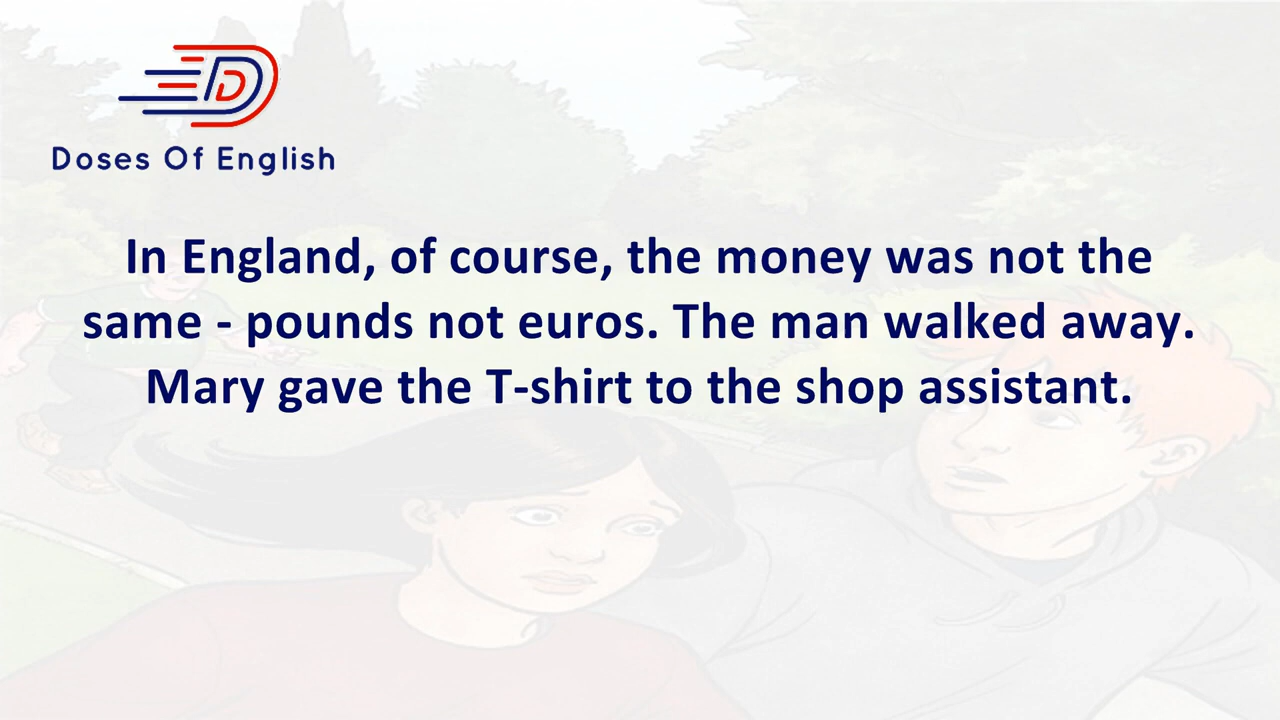 Doses Of English
In England, of course, the money was not the
same - pounds not euros. The man walked away.
Mary gave the T-shirt to the shop assistant.